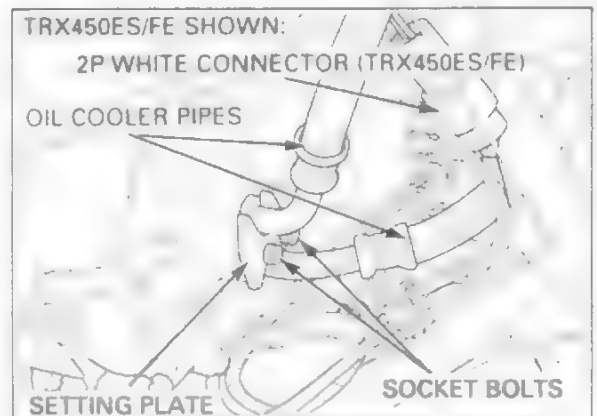 TRX450ES/FE SHOWN:
2P WHITE CONNECTOR (TRX450ES/FE)
OIL COOLER PIPES
SOCKET BOLTS
SETTING PLATE